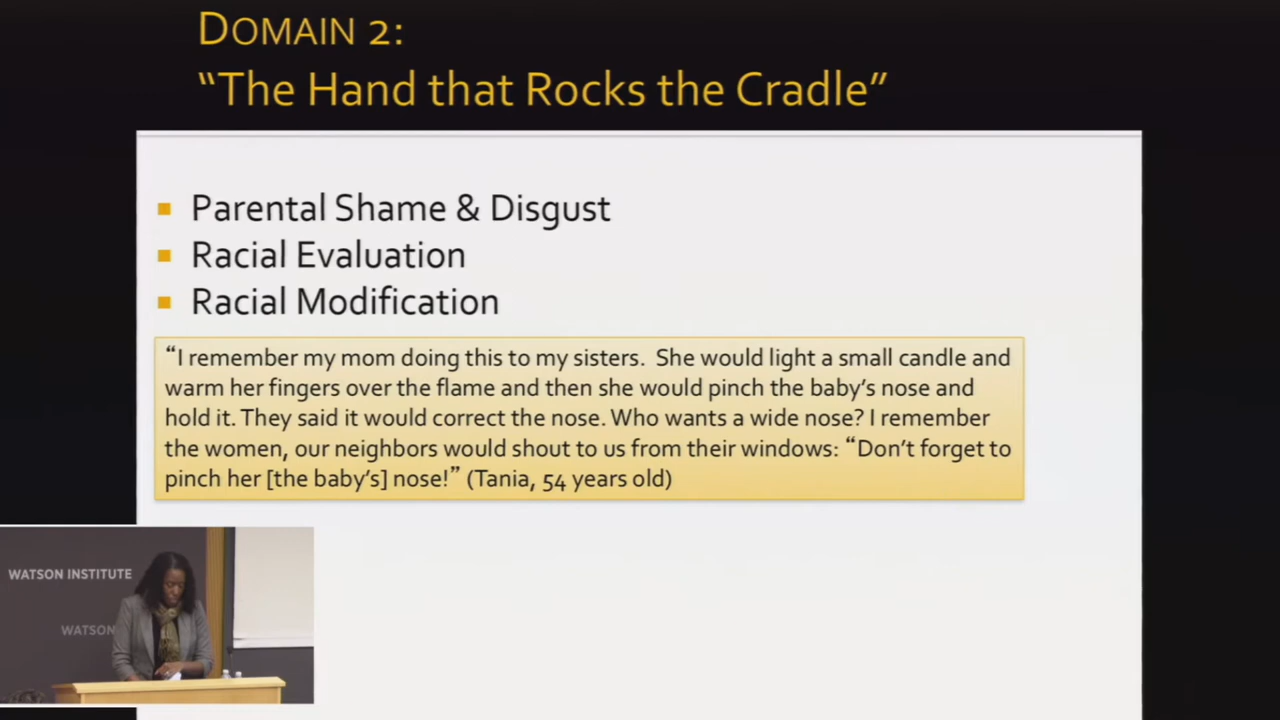 DOMAIN 2:
“The Hand that Rocks the Cradle”
▪ Parental Shame & Disgust
▪ Racial Evaluation
▪ Racial Modification
“I remember my mom doing this to my sisters. She would light a small candle and
warm her fingers over the flame and then she would pinch the baby’s nose and
hold it. They said it would correct the nose. Who wants a wide nose? I remember
the women, our neighbors would shout to us from their windows: “Don’t forget to
pinch her [the baby’s] nose!” (Tania, 54 years old)
WATSON INSTITUTE
WATSON